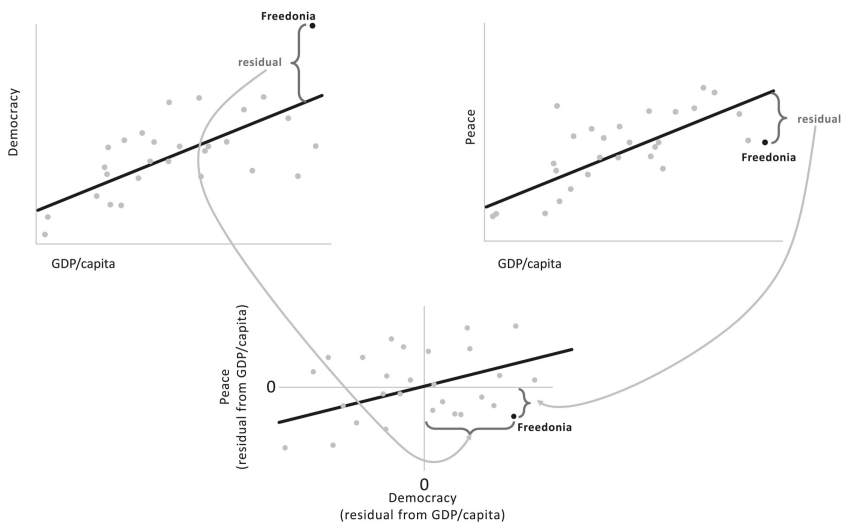 Freedonia
residual
Democracy
GDP/capita
Peace
residual
Freedonia
GDP/capita
Peace
(residual from GDP/capita)
0
Freedonia
0
Democracy
(residual from GDP/capita)